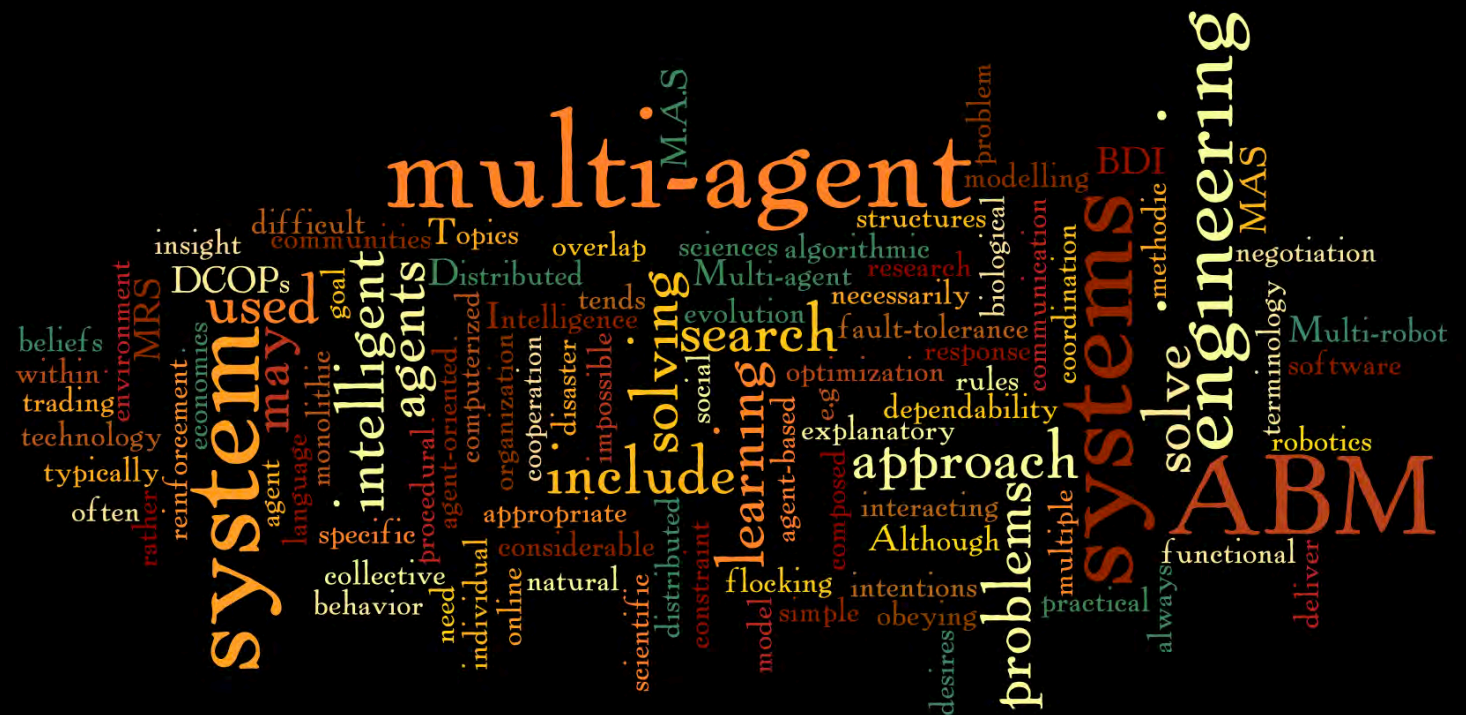 engineering
problem
M.A.S
multi-agent
BDI
MAS
modelling
methodic
structures
systems
difficult
communities
Topics
insight
overlap
sciences
algorithmic
biological
communication
coordination
negotiation
DCOPs
used
goal
intelligent
agents
Distributed
tends
solving
Multi-agent
research
necessarily
environment
MRS
evolution
Intelligence
search
fault-tolerance
terminology
Multi-robot
beliefs
economics
system
may
computerized
organization
cooperation
disaster
impossible
social
response
solve
software
within
reinforcement
monolithic
agent-oriented
learning
optimization
e.g
rules
trading
dependability
technology
language
procedural
agent-based
explanatory
robotics
typically
agent
include
approach
ABM
often
rather
specific
appropriate
distributed
constraint
composed
interacting
problems
multiple
considerable
Although
functional
deliver
collective
natural
flocking
intentions
behavior
need
individual
online
scientific
model
simple
obeying
practical
always
desires